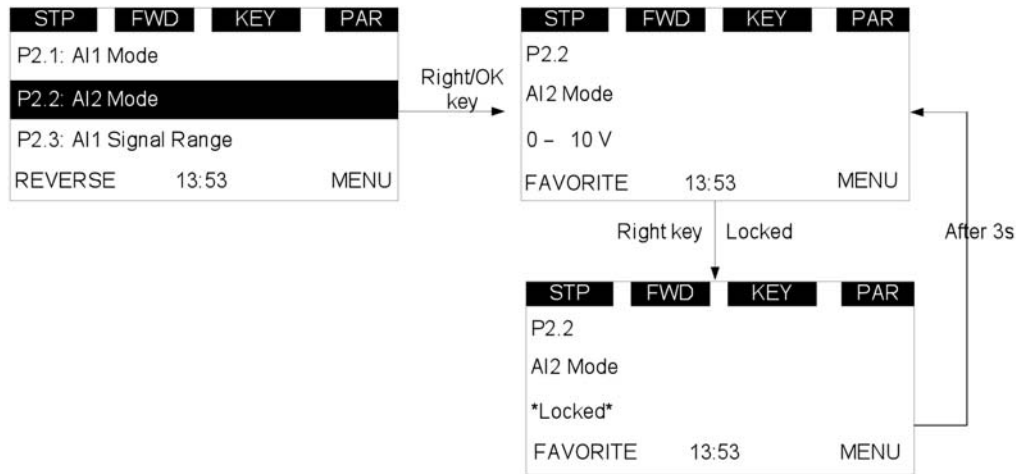 STP FWD KEY PAR
P2.1: AI1 Mode
P2.2: AI2 Mode
P2.3: AI1 Signal Range
REVERSE 13:53 MENU
Right/OK
key
STP FWD KEY PAR
P2.2
AI2 Mode
0 – 10 V
FAVORITE 13:53 MENU
Right key Locked
After 3s
STP FWD KEY PAR
P2.2
AI2 Mode
*Locked*
FAVORITE 13:53 MENU